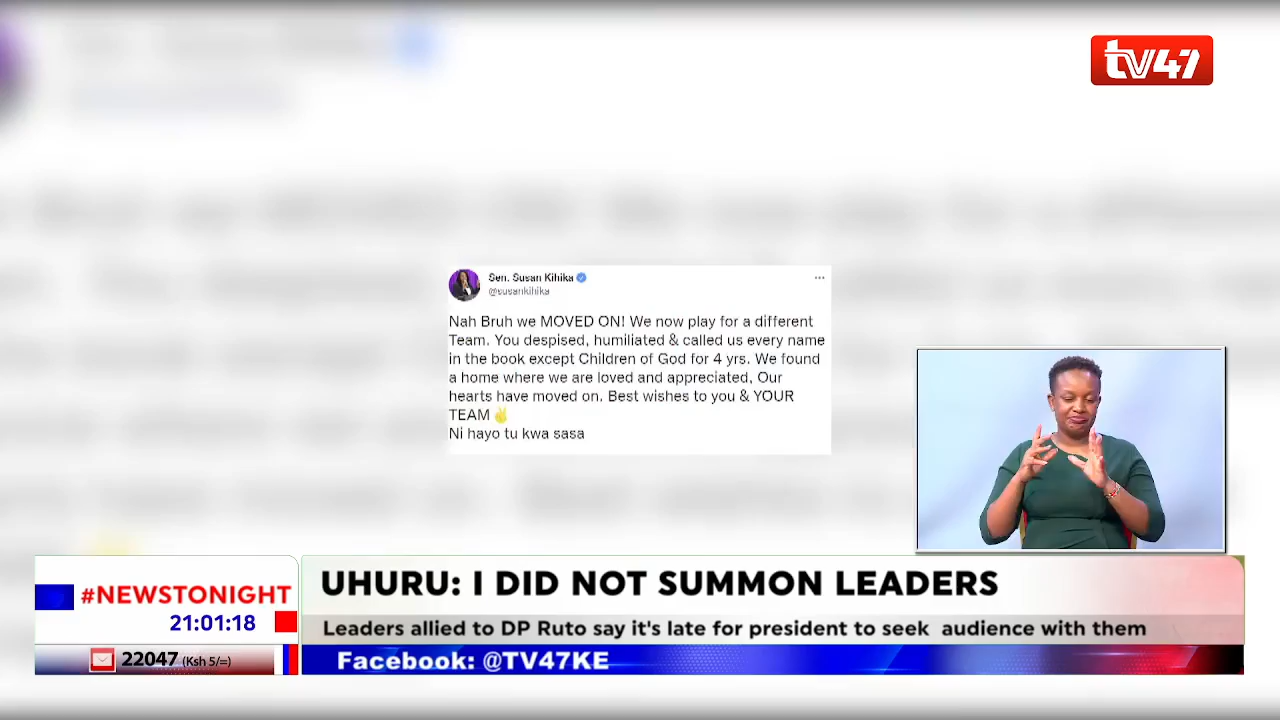 tv47
Sen. Susan Kihika
@susankihika
Nah Bruh we MOVED ON! We now play for a different
Team. You despised, humiliated & called us every name
in the book except Children of God for 4 yrs. We found
a home where we are loved and appreciated, Our
hearts have moved on. Best wishes to you & YOUR
TEAM ✌️
Ni hayo tu kwa sasa
#NEWSTONIGHT
21:01:18
22047 (Ksh 5/=)
UHURU: I DID NOT SUMMON LEADERS
Leaders allied to DP Ruto say it's late for president to seek audience with them
Facebook: @TV47KE